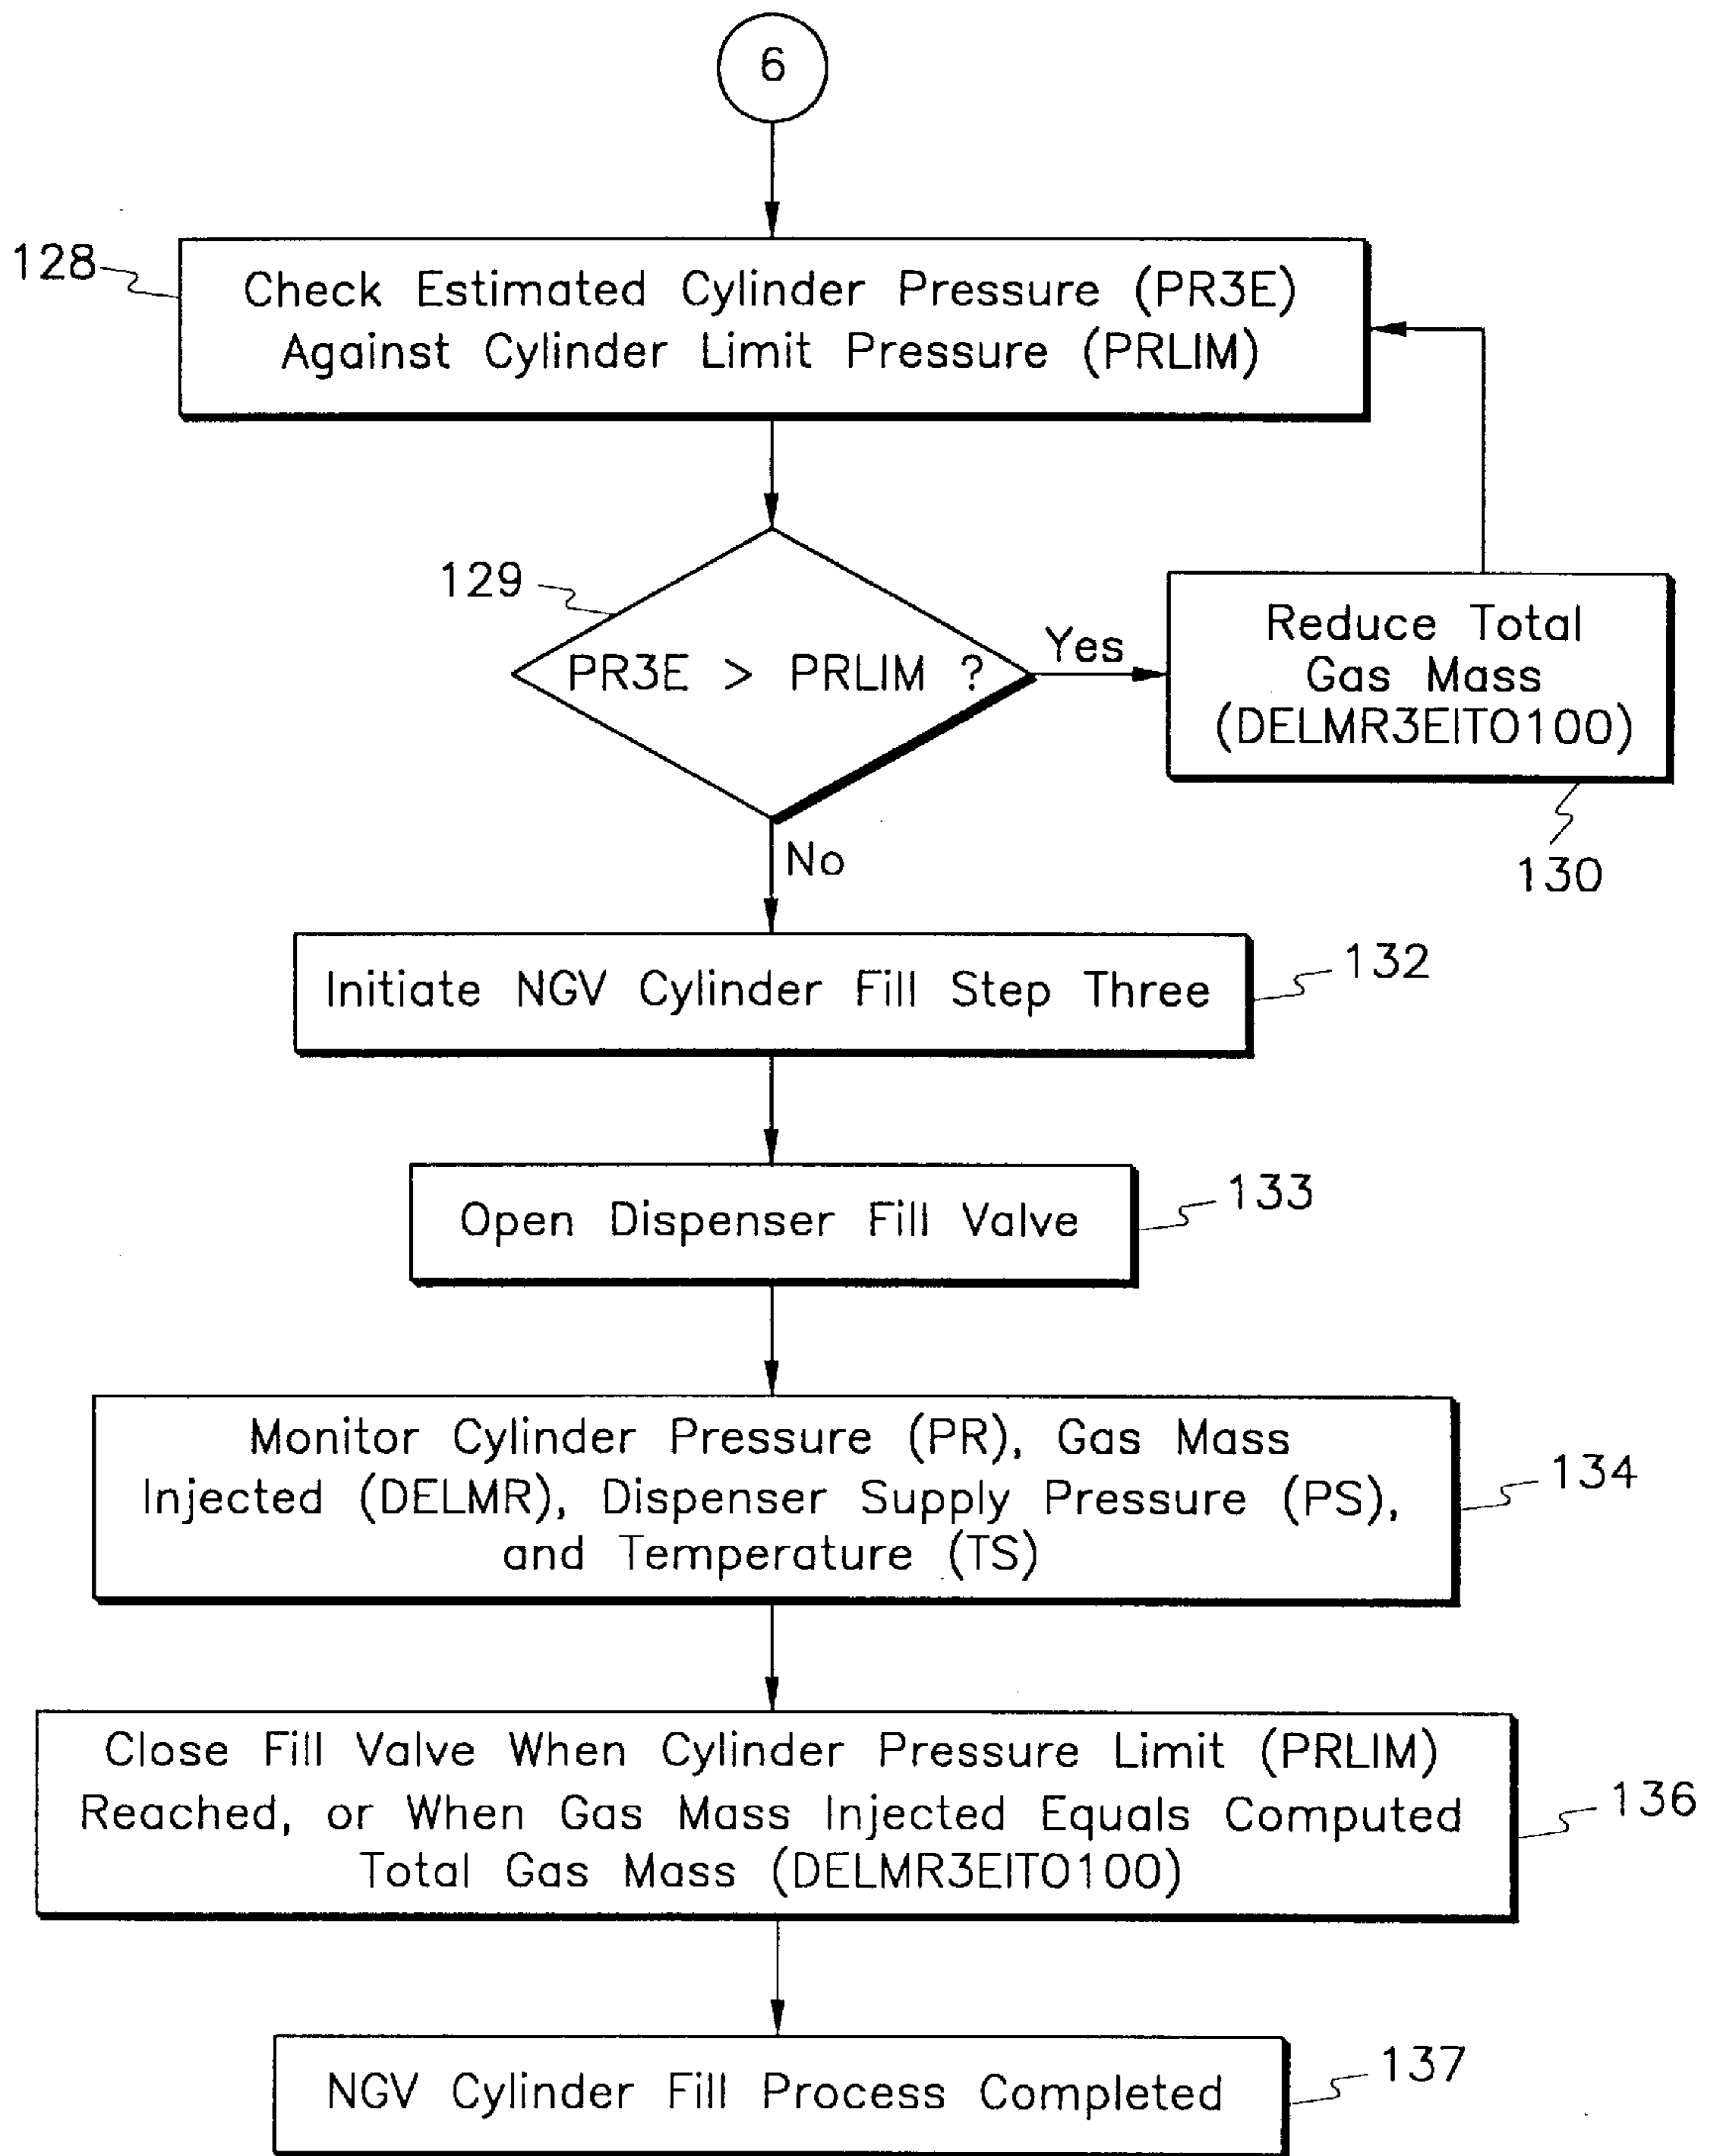 6
128
Check Estimated Cylinder Pressure (PR3E)
Against Cylinder Limit Pressure (PRLIM)
129
PR3E > PRLIM ?
Yes
Reduce Total
Gas Mass
(DELMR3EITO100)
130
No
Initiate NGV Cylinder Fill Step Three
132
Open Dispenser Fill Valve
133
Monitor Cylinder Pressure (PR), Gas Mass
Injected (DELMR), Dispenser Supply Pressure (PS),
and Temperature (TS)
134
Close Fill Valve When Cylinder Pressure Limit (PRLIM)
Reached, or When Gas Mass Injected Equals Computed
Total Gas Mass (DELMR3EITO100)
136
NGV Cylinder Fill Process Completed
137